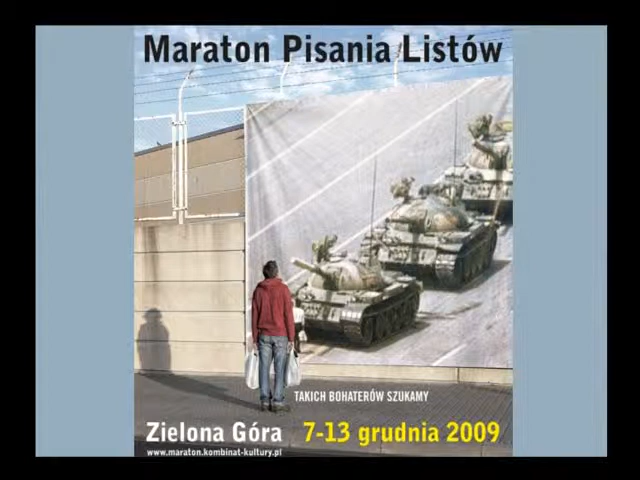 Maraton Pisania Listów
TAKICH BOHATERÓW SZUKAMY
Zielona Góra 7-13 grudnia 2009
www.maraton.kombinat-kultury.pl